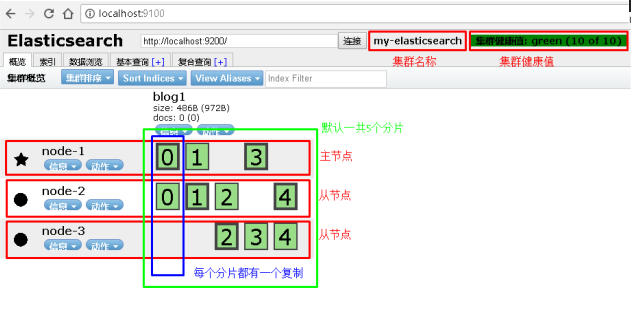 localhost:9100
Elasticsearch http://localhost:9200/ 连接 my-elasticsearch 集群健康值: green (10 of 10)
集群名称 集群健康值
概览 索引 数据浏览 基本查询 [+] 复合查询 [+]
集群概览 集群排序 Sort Indices View Aliases Index Filter
blog1
size: 486B (972B)
docs: 0 (0)
信息 动作
默认一共5个分片
node-1 0 1 3 主节点
信息 动作
node-2 0 1 2 4 从节点
信息 动作
node-3 2 3 4 从节点
信息 动作
每个分片都有一个复制